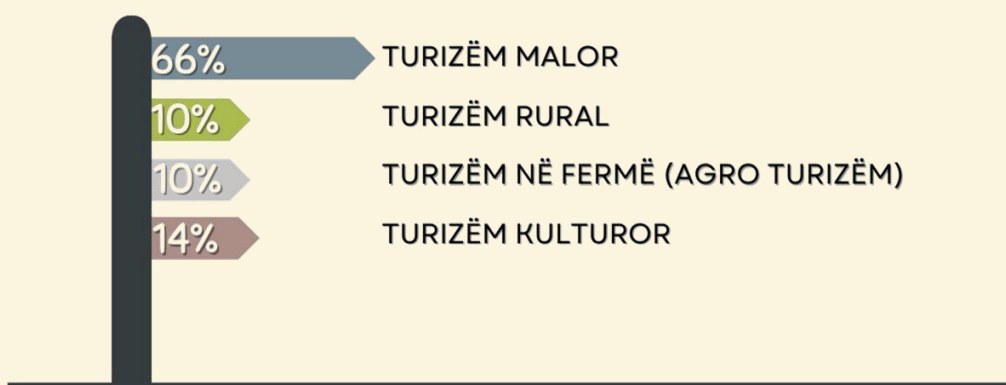 66% TURIZËM MALOR
10% TURIZËM RURAL
10% TURIZËM NË FERMË (AGRO TURIZËM)
14% TURIZËM KULTUROR